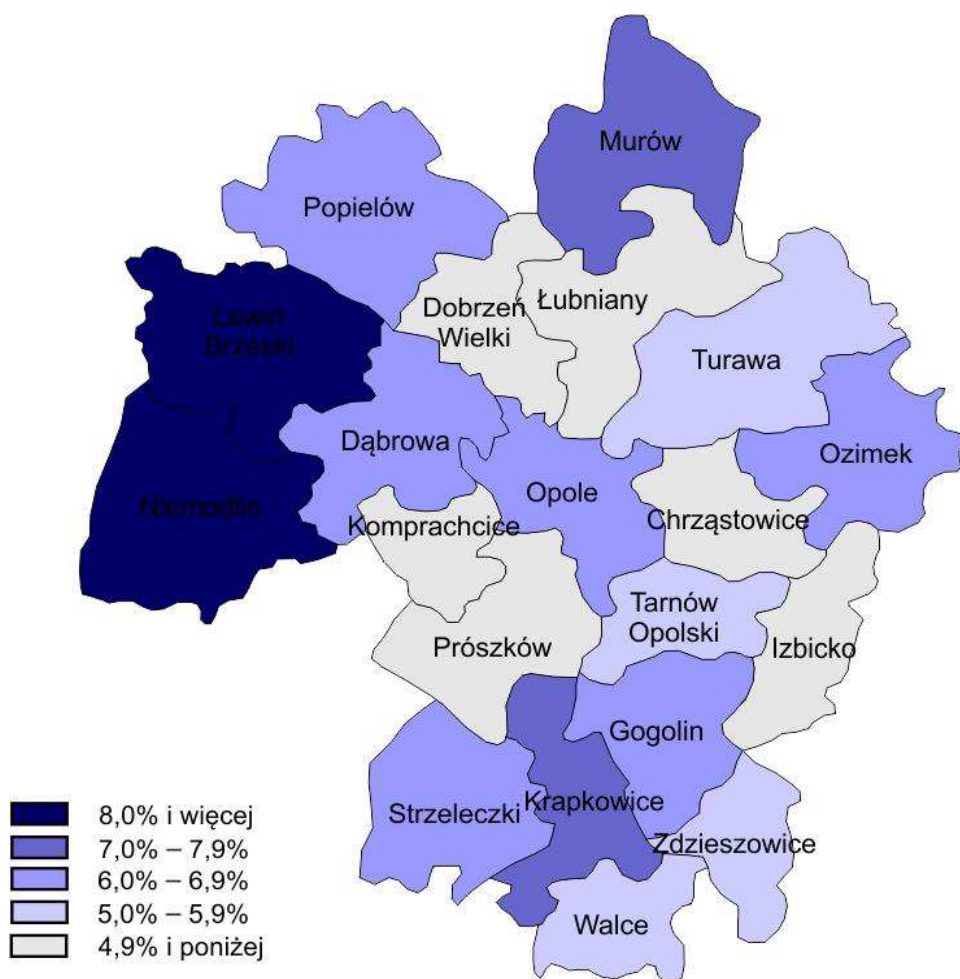 Murów
Popielów
Dobrzeń
Wielki
Łubniany
Lewin
Brzeski
Turawa
Dąbrowa
Ozimek
Opole
Niemodlin
Komprachcice
Chrząstowice
Tarnów
Opolski
Prószków
Izbicko
Gogolin
Strzeleczki
Krapkowice
Zdzieszowice
Walce
8,0% i więcej
7,0% – 7,9%
6,0% – 6,9%
5,0% – 5,9%
4,9% i poniżej